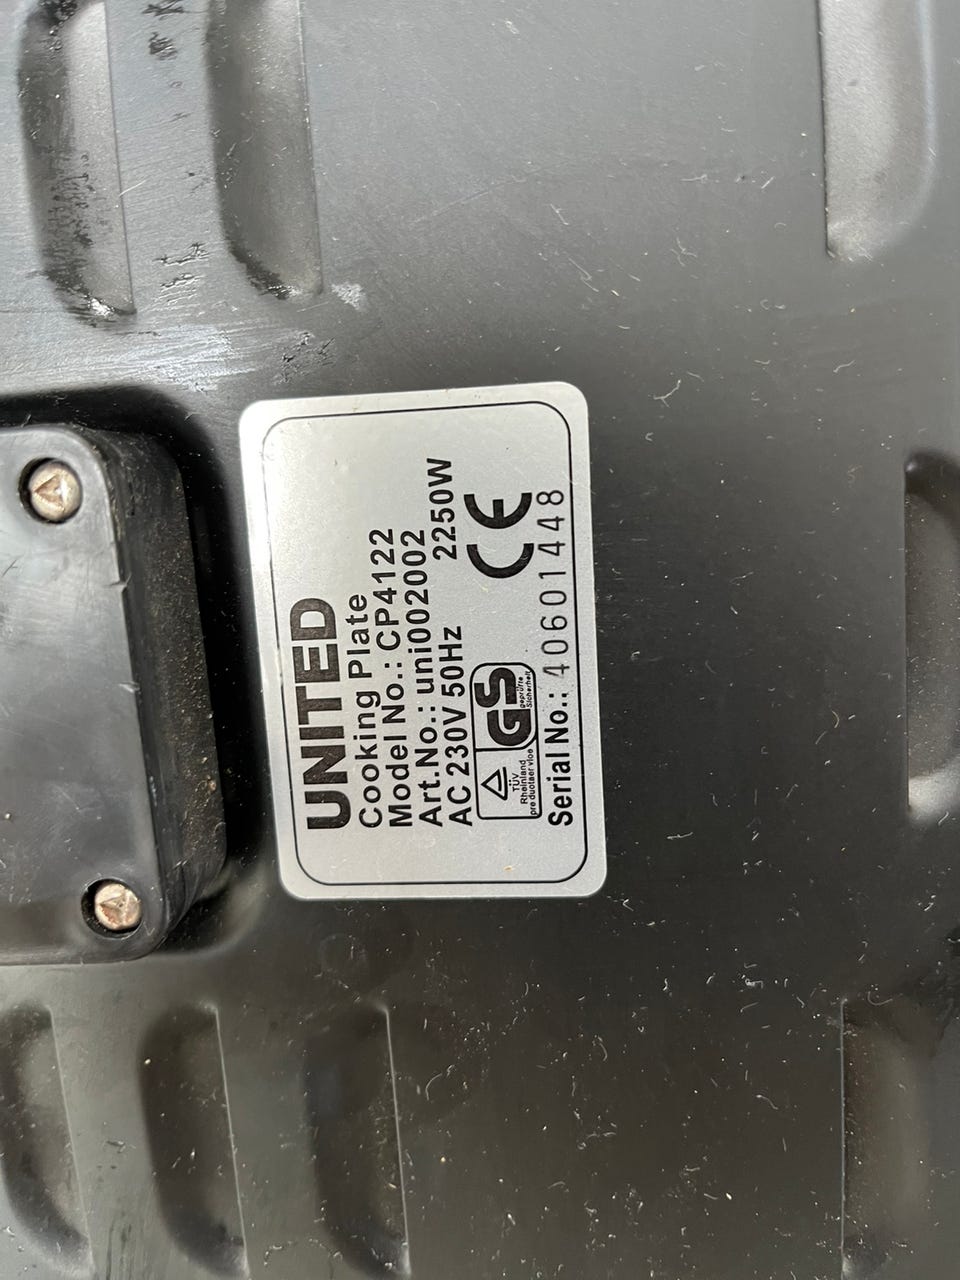 UNITED
Cooking Plate
Model No.: CP4122
Art.No.: uni002002
AC 230V 50Hz 2250W
TÜV
Rheinland
GS
geprüfte
Sicherheit
CE
Serial No.: 40601448